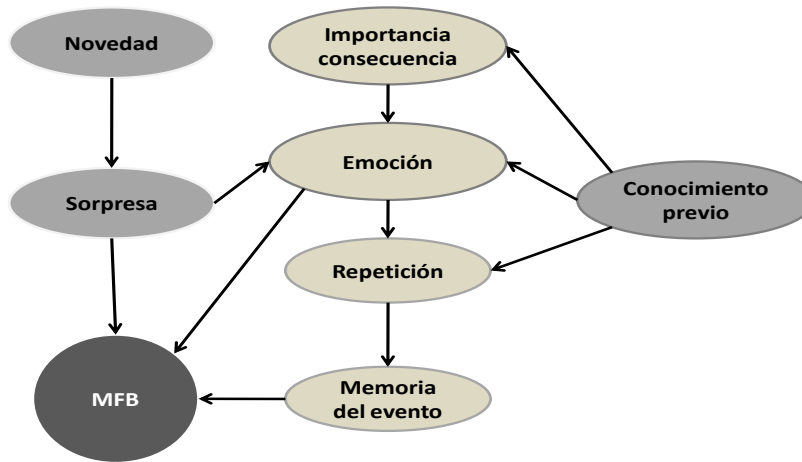 Novedad
Importancia
consecuencia
Emoción
Sorpresa
Conocimiento
previo
Repetición
MFB
Memoria
del evento